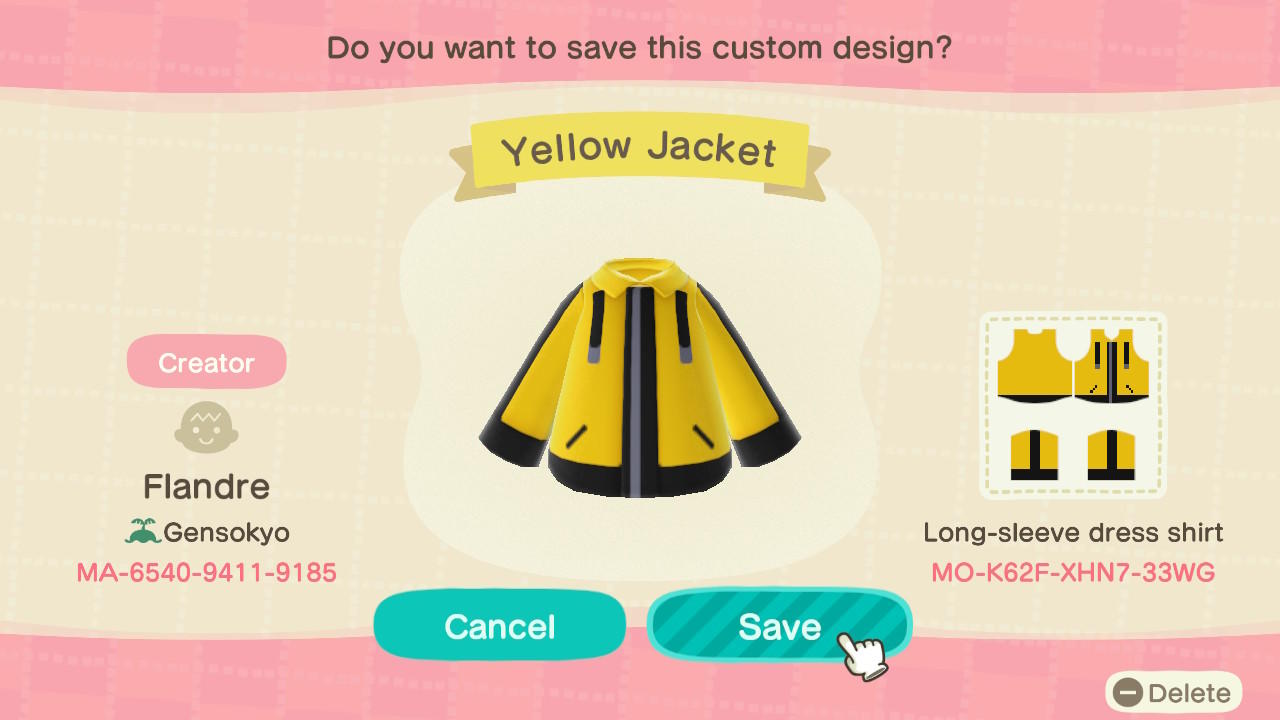 Do you want to save this custom design?
Yellow Jacket
Creator
Flandre
Gensokyo
MA-6540-9411-9185
Long-sleeve dress shirt
MO-K62F-XHN7-33WG
Cancel
Save
Delete